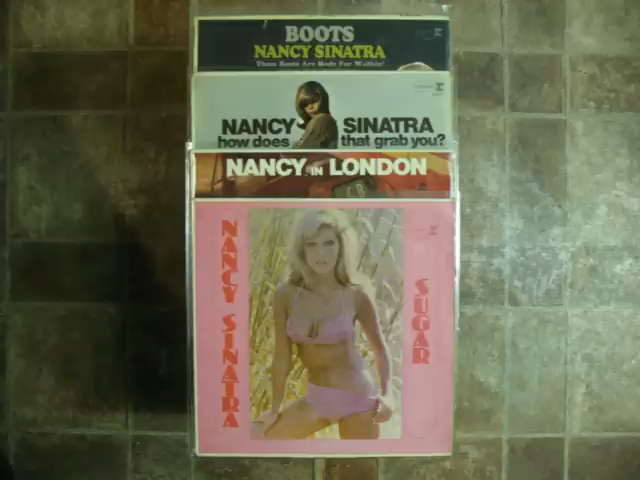 BOOTS
NANCY SINATRA
These Boots Are Made For Walkin'
NANCY SINATRA
how does that grab you?
NANCY IN LONDON
NANCY SINATRA
SUGAR